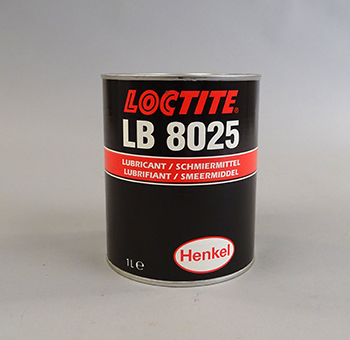 LOCTITE®
LB 8025
LUBRICANT / SCHMIERMITTEL
LUBRIFIANT / SMEERMIDDEL
Henkel
1L℮